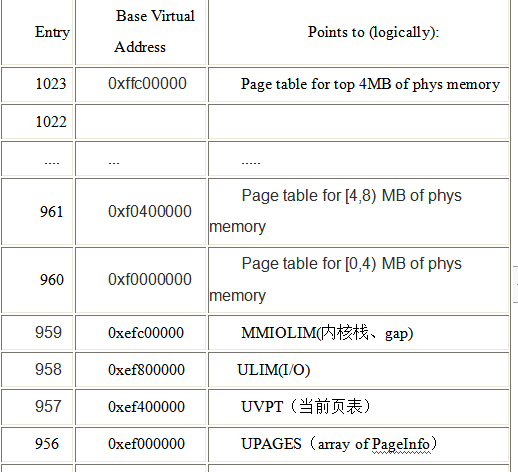 Entry Base Virtual Address Points to (logically):
1023 0xffc00000 Page table for top 4MB of phys memory
1022
.... ... .....
961 0xf0400000 Page table for [4,8) MB of phys memory
960 0xf0000000 Page table for [0,4) MB of phys memory
959 0xefc00000 MMIOLIM(内核栈、gap)
958 0xef800000 ULIM(I/O)
957 0xef400000 UVPT（当前页表）
956 0xef000000 UPAGES（array of PageInfo）